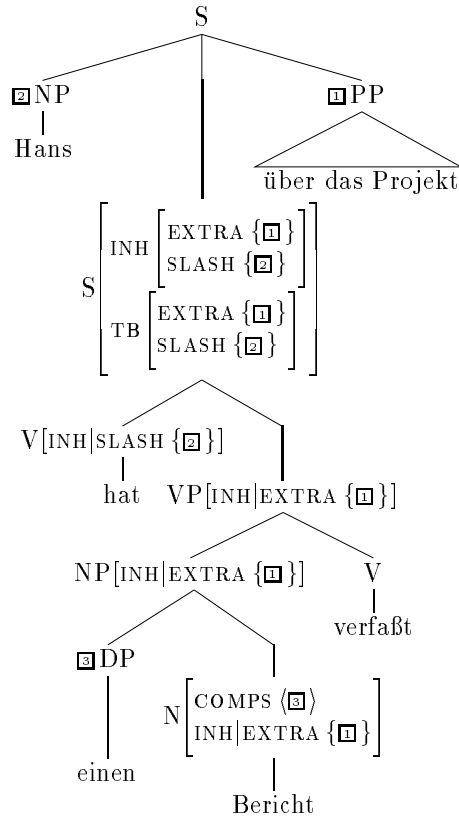 S
[2]NP [1]PP
Hans
über das Projekt
S[INH [EXTRA {[1]}
SLASH {[2]}]
TB [EXTRA {[1]}
SLASH {[2]}]]
V[INH|SLASH {[2]}]
hat VP[INH|EXTRA {[1]}]
NP[INH|EXTRA {[1]}] V
verfaßt
[3]DP
N[COMPS ⟨[3]⟩
INH|EXTRA {[1]}]
einen
Bericht